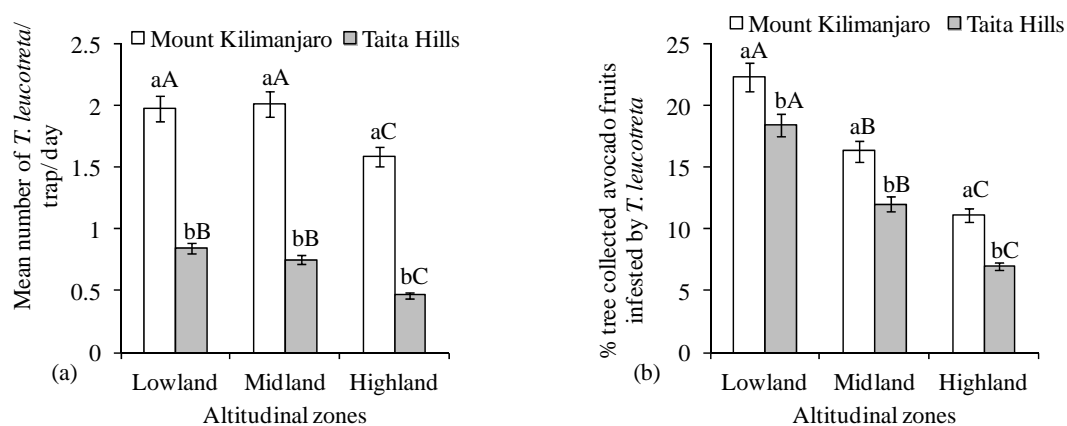 Mount Kilimanjaro Taita Hills
2.5
2
1.5
1
0.5
0
Mean number of T. leucotreta/
trap/ day
aA
bB
aA
bB
aC
bC
(a)
Lowland Midland Highland
Altitudinal zones
Mount Kilimanjaro Taita Hills
25
20
15
10
5
0
% tree collected avocado fruits
infested by T. leucotreta
aA
bA
aB
bB
aC
bC
(b)
Lowland Midland Highland
Altitudinal zones